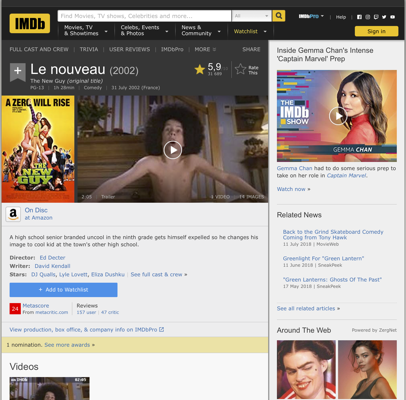 IMDb
Find Movies, TV shows, Celebrities and more...
All
IMDbPro
Help
Movies, TV
& Showtimes
Celebs, Events
& Photos
News &
Community
Watchlist
Sign in
FULL CAST AND CREW
TRIVIA
USER REVIEWS
IMDbPro
MORE
SHARE
Le nouveau (2002)
The New Guy (original title)
PG-13 | 1h 28min | Comedy | 31 July 2002 (France)
5,9
Rate
This
A ZERO WILL RISE
THE
NEW
GUY
2:02 Trailer
1 VIDEO
19 IMAGES
On Disc
at Amazon
A high school senior branded uncool in the ninth grade gets himself expelled so he changes his
image to cool kid at the town's other high school.
Director: Ed Decter
Writer: David Kendall
Stars: DJ Qualls, Lyle Lovett, Eliza Dushku | See full cast & crew »
+ Add to Watchlist
24
Metascore
From metacritic.com
Reviews
157 user | 47 critic
View production, box office, & company info on IMDbPro
1 nomination. See more awards »
Videos
Inside Gemma Chan's Intense
'Captain Marvel' Prep
THE
IMDb
SHOW
GEMMA CHAN
Gemma Chan had to do some serious prep to
take on her role in Captain Marvel.
Watch now »
Related News
Back to the Grind Skateboard Comedy
Coming from Tony Hawk
11 July 2018 | MovieWeb
Greenlight For "Green Lantern"
11 June 2018 | SneakPeek
"Green Lanterns: Ghosts Of The Past"
17 May 2018 | SneakPeek
See all related articles »
Around The Web
Powered by ZergNet